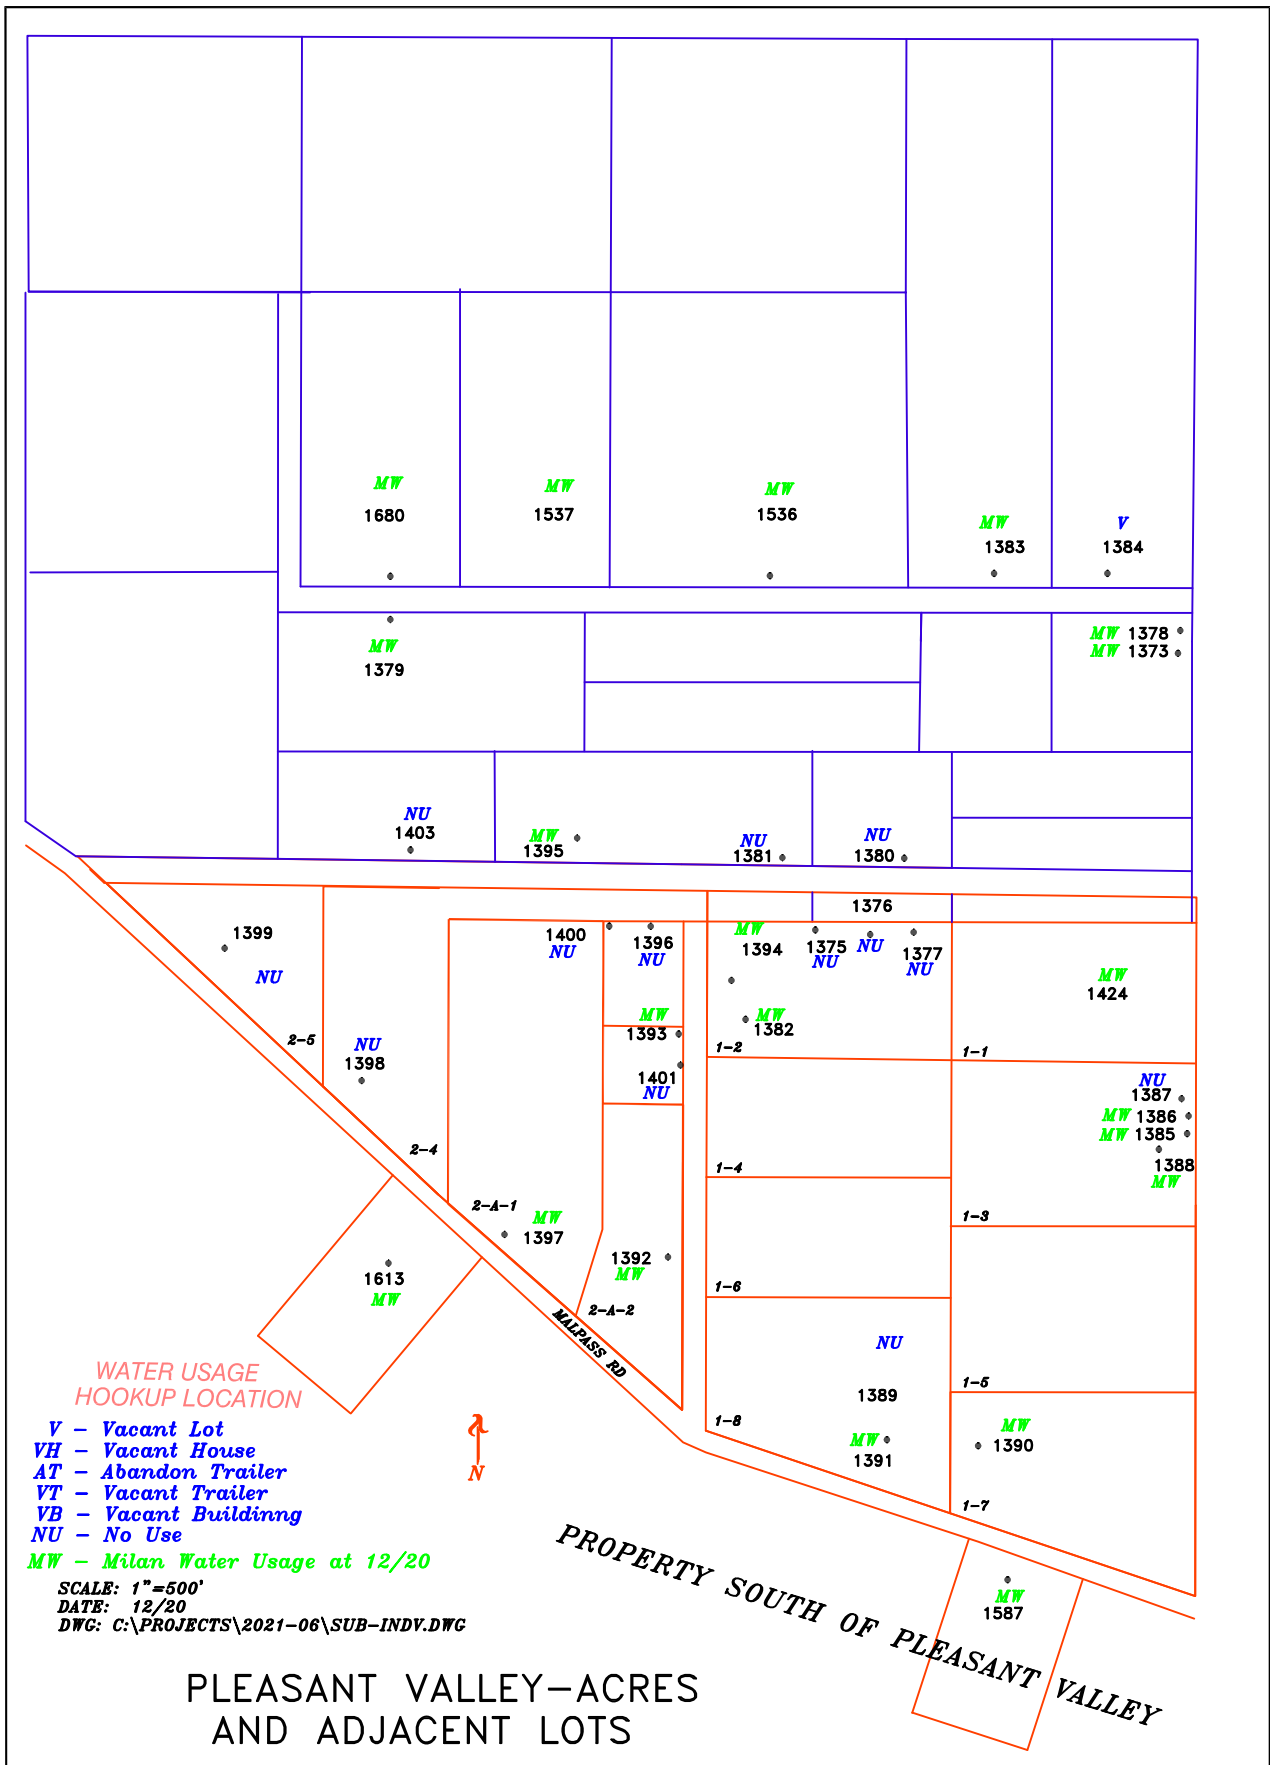 MW
1680
MW
1537
MW
1536
MW
1383
V
1384
MW
1379
MW 1378
MW 1373
NU
1403
MW
1395
NU
1381
NU
1380
1376
1399
NU
1400
NU
1396
NU
MW
1394
1375
NU
NU
1377
NU
MW
1424
MW
1393
MW
1382
2-5
NU
1398
1401
NU
1-2
1-1
NU
1387
MW 1386
MW 1385
1388
MW
2-4
1-4
2-A-1
MW
1397
1-3
1392
MW
1613
MW
1-6
2-A-2
MALPASS RD
NU
1389
1-5
1-8
MW
1391
MW
1390
1-7
WATER USAGE
HOOKUP LOCATION
V - Vacant Lot
VH - Vacant House
AT - Abandon Trailer
VT - Vacant Trailer
VB - Vacant Buildinng
NU - No Use
MW - Milan Water Usage at 12/20
N
SCALE: 1"=500'
DATE: 12/20
DWG: C:\PROJECTS\2021-06\SUB-INDV.DWG
PROPERTY SOUTH OF PLEASANT VALLEY
MW
1587
PLEASANT VALLEY-ACRES
AND ADJACENT LOTS